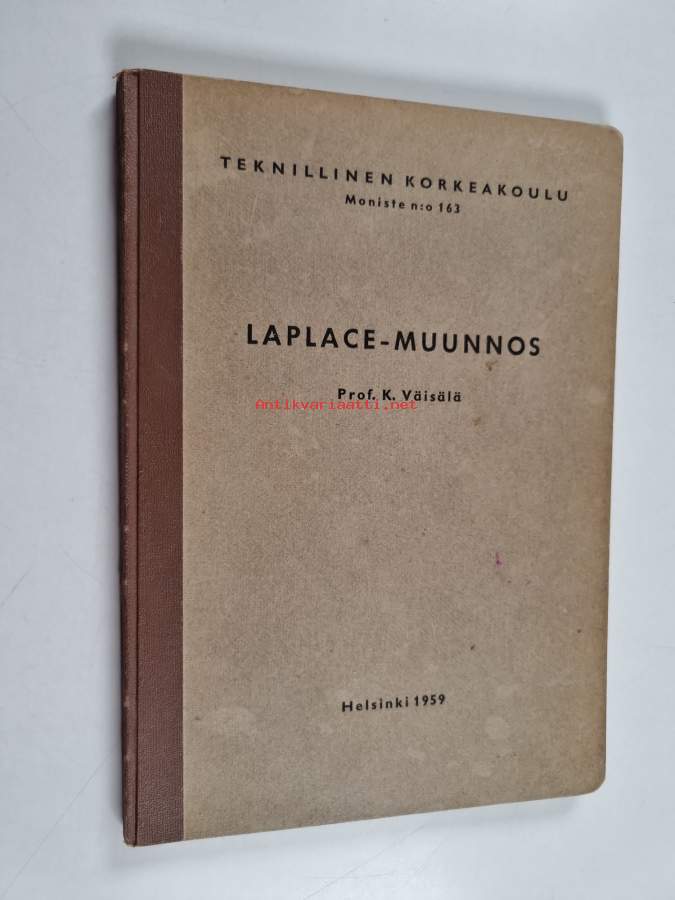 TEKNILLINEN KORKEAKOULU
Moniste n:o 163
LAPLACE-MUUNNOS
Prof. K. Väisälä
Antikvariaatti.net
Helsinki 1959